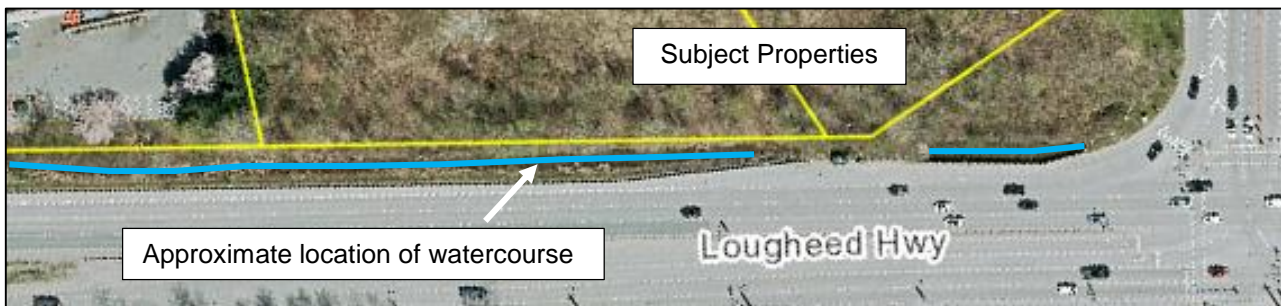 Subject Properties
Approximate location of watercourse
Lougheed Hwy